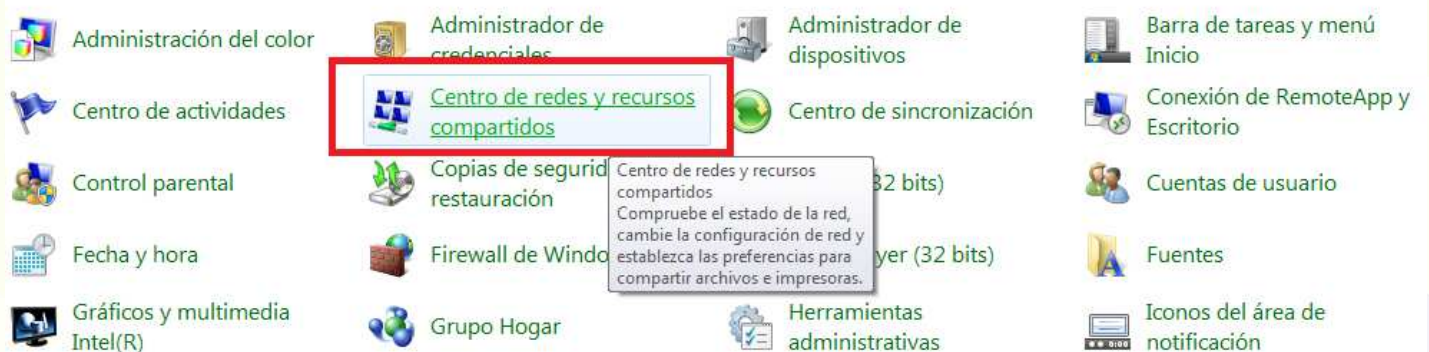 Administración del color
Administrador de
credenciales
Administrador de
dispositivos
Barra de tareas y menú
Inicio
Centro de actividades
Centro de redes y recursos
compartidos
Centro de sincronización
Conexión de RemoteApp y
Escritorio
Control parental
Copias de segurid
restauración
32 bits)
Cuentas de usuario
Centro de redes y recursos
compartidos
Compruebe el estado de la red,
cambie la configuración de red y
establezca las preferencias para
compartir archivos e impresoras.
Fecha y hora
Firewall de Windo
yer (32 bits)
Fuentes
Gráficos y multimedia
Intel(R)
Grupo Hogar
Herramientas
administrativas
Iconos del área de
notificación